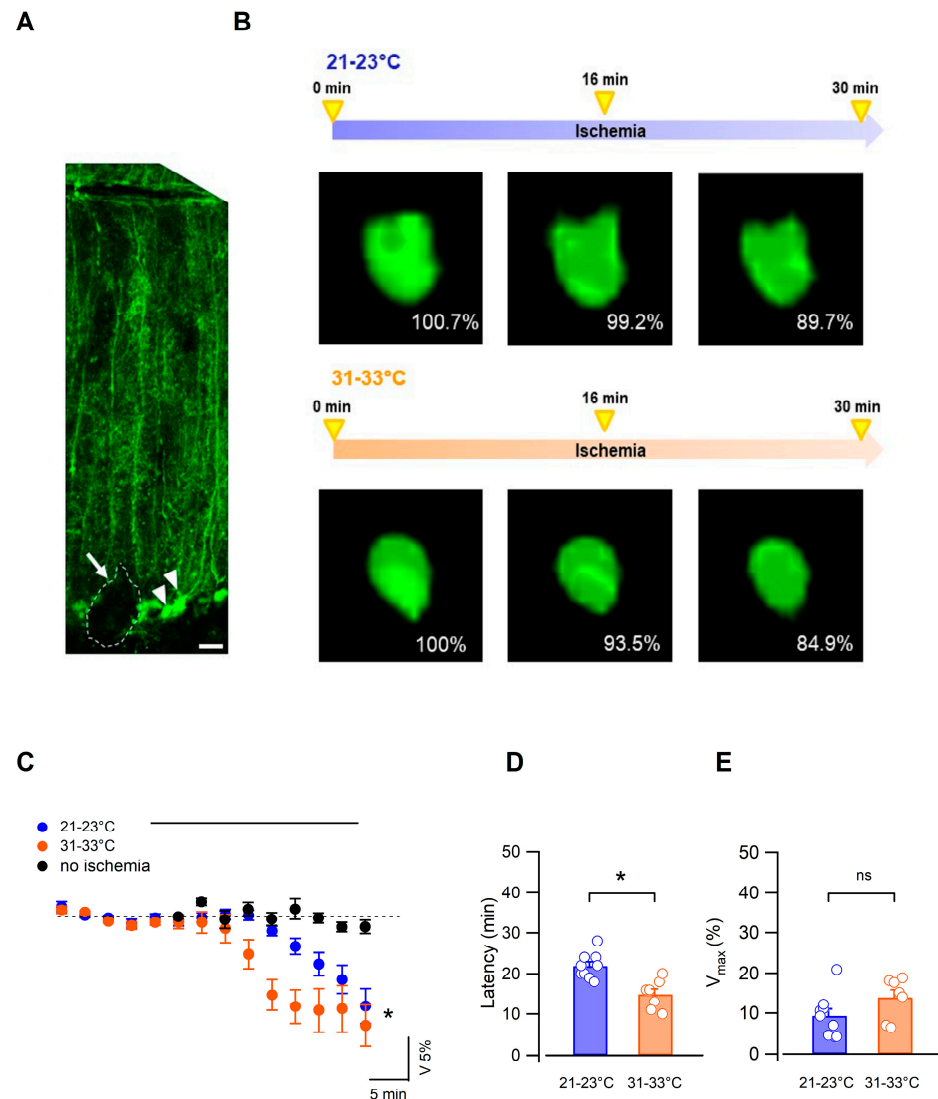 A
B
21-23°C
0 min
16 min
30 min
Ischemia
100.7%
99.2%
89.7%
31-33°C
0 min
16 min
30 min
Ischemia
100%
93.5%
84.9%
C
21-23°C
31-33°C
no ischemia
*
V 5%
5 min
D
50
40
30
20
10
0
Latency (min)
*
21-23°C
31-33°C
E
50
40
30
20
10
0
Vmax (%)
ns
21-23°C
31-33°C